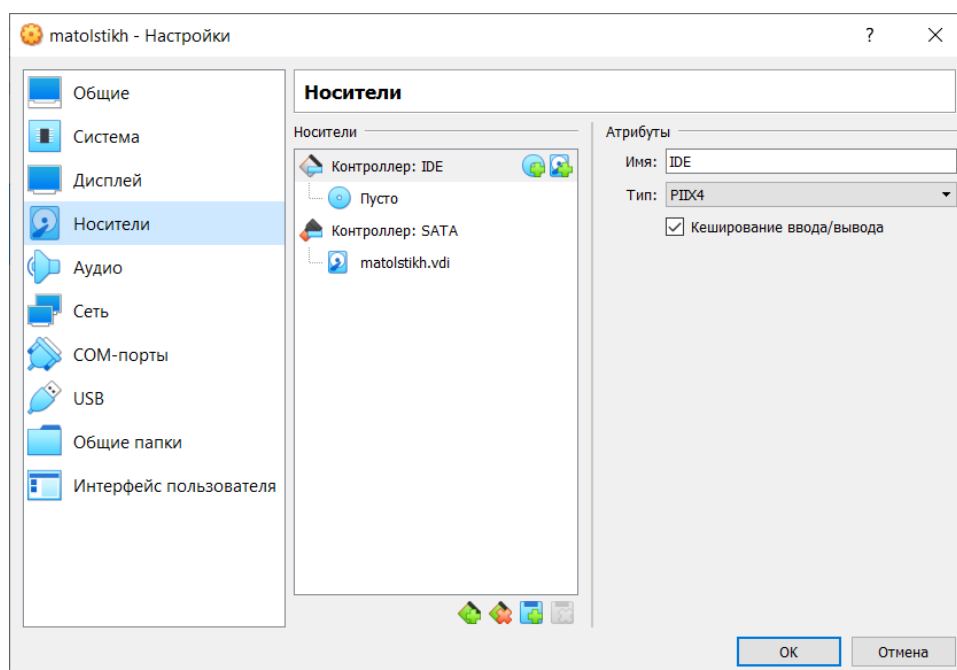 matolstikh - Настройки
?
Общие
Система
Дисплей
Носители
Аудио
Сеть
COM-порты
USB
Общие папки
Интерфейс пользователя
Носители
Носители
Контроллер: IDE
Пусто
Контроллер: SATA
matolstikh.vdi
Атрибуты
Имя: IDE
Тип: PIIX4
Кеширование ввода/вывода
OK Отмена